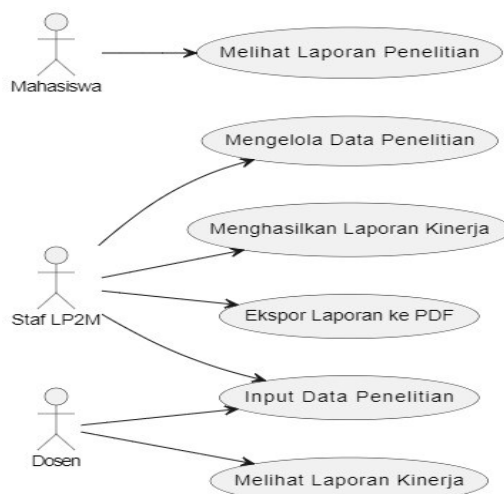 Melihat Laporan Penelitian
Mahasiswa
Mengelola Data Penelitian
Menghasilkan Laporan Kinerja
Staf LP2M
Ekspor Laporan ke PDF
Input Data Penelitian
Dosen
Melihat Laporan Kinerja